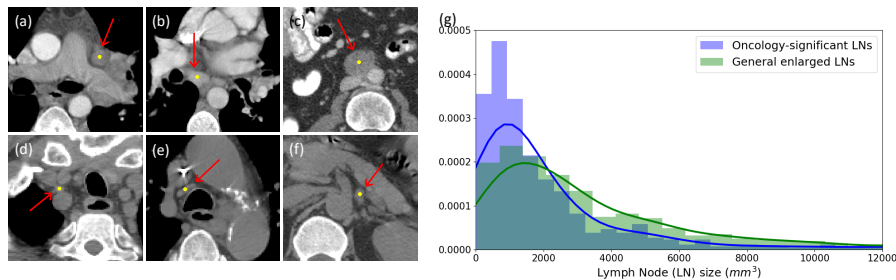 (a)
(b)
(c)
(d)
(e)
(f)
(g)
Oncology-significant LNs
General enlarged LNs
0.0005
0.0004
0.0003
0.0002
0.0001
0.0000
0 2000 4000 6000 8000 10000 12000
Lymph Node (LN) size (mm³)